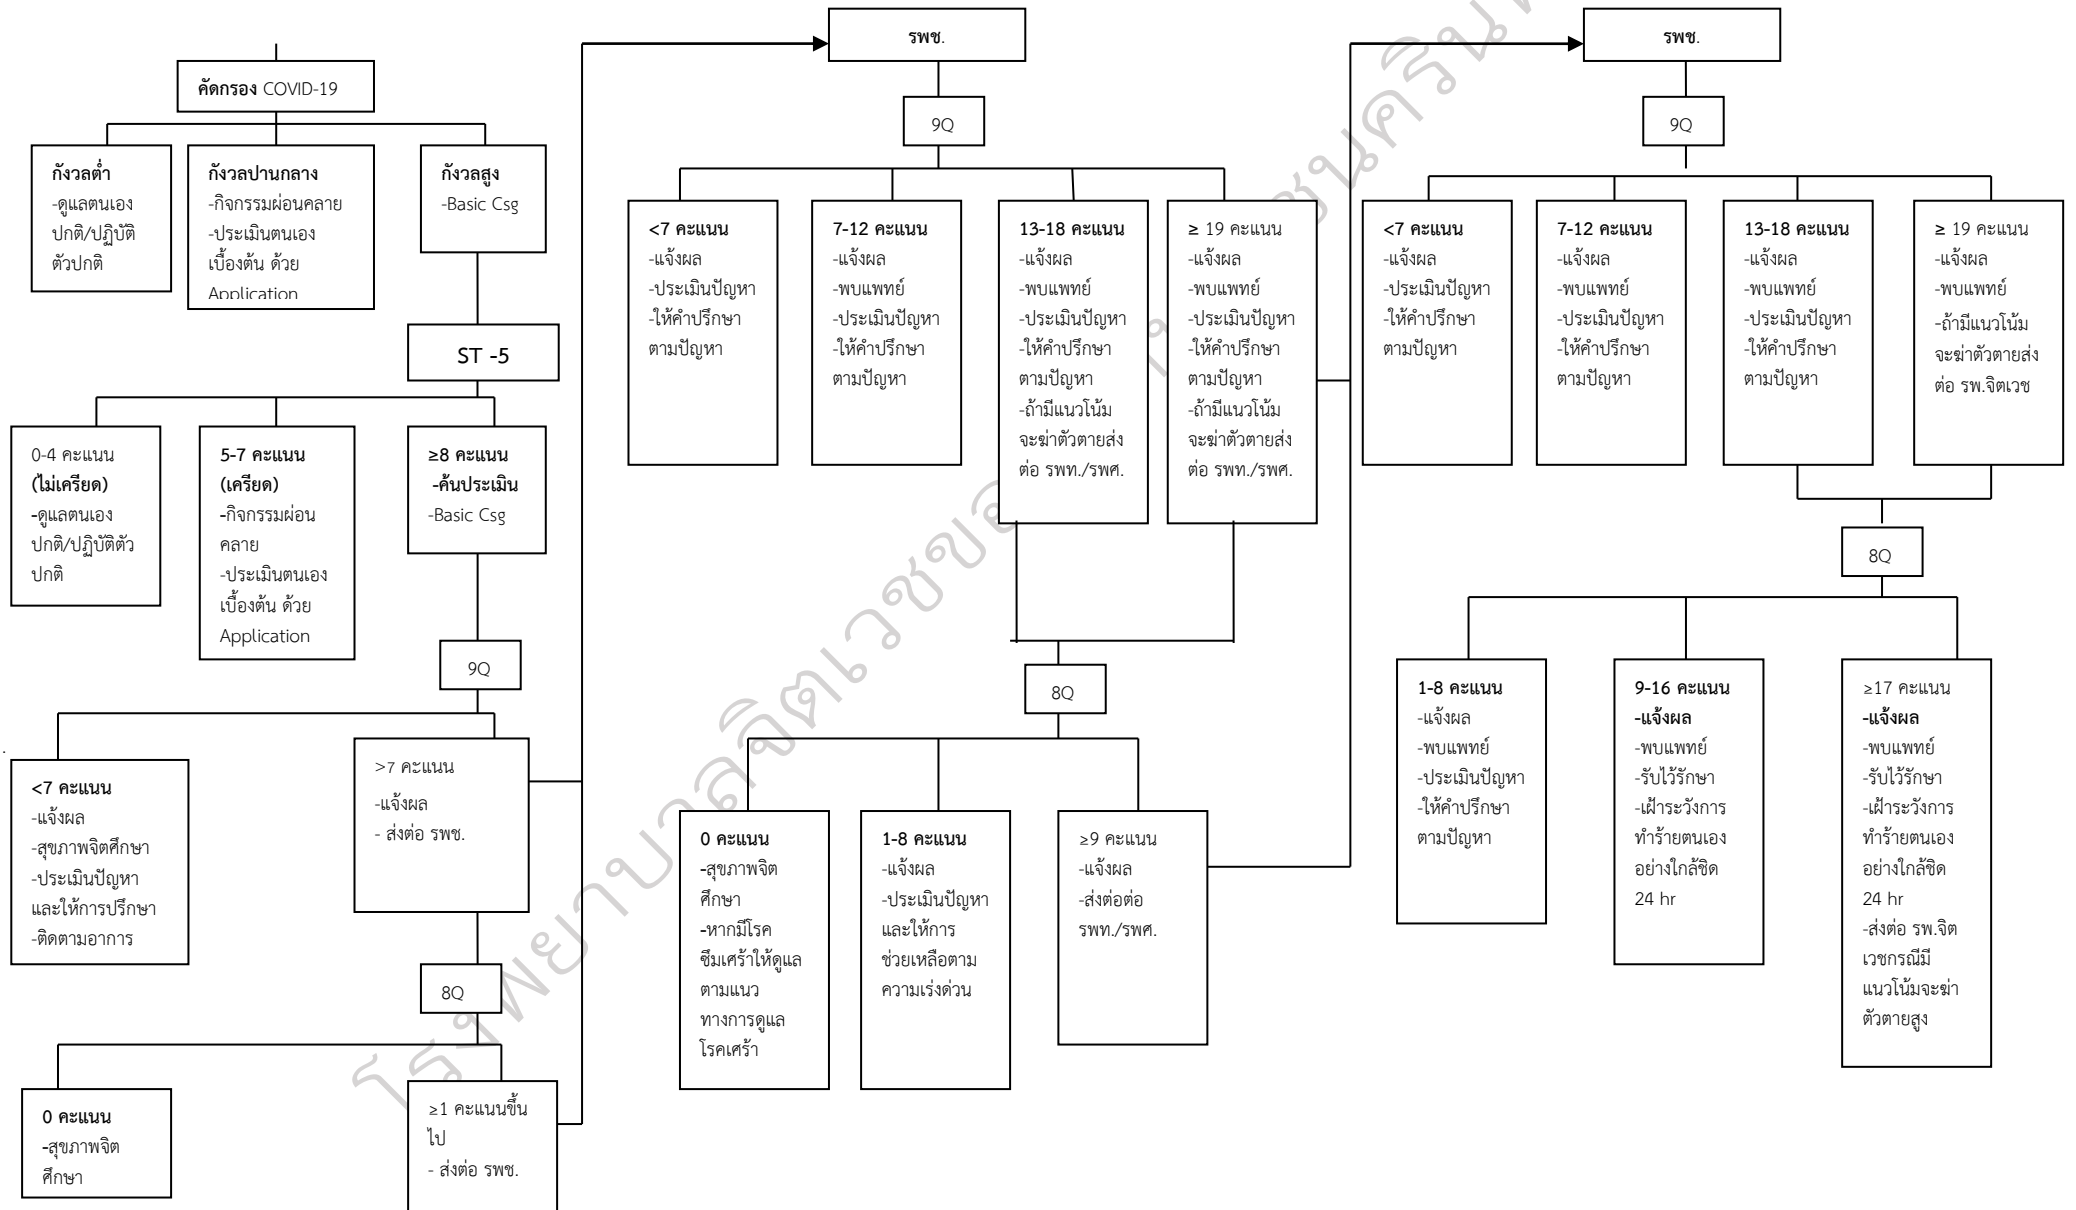 คัดกรอง COVID-19
กังวลต่ำ
-ดูแลตนเอง
ปกติ/ปฏิบัติ
ตัวปกติ
กังวลปานกลาง
-กิจกรรมผ่อนคลาย
-ประเมินตนเอง
เบื้องต้น ด้วย
Application
กังวลสูง
-Basic Csg
ST -5
0-4 คะแนน
(ไม่เครียด)
-ดูแลตนเอง
ปกติ/ปฏิบัติตัว
ปกติ
5-7 คะแนน
(เครียด)
-กิจกรรมผ่อน
คลาย
-ประเมินตนเอง
เบื้องต้น ด้วย
Application
≥8 คะแนน
-ค้นประเมิน
-Basic Csg
9Q
<7 คะแนน
-แจ้งผล
-สุขภาพจิตศึกษา
-ประเมินปัญหา
และให้การปรึกษา
-ติดตามอาการ
>7 คะแนน
-แจ้งผล
- ส่งต่อ รพช.
8Q
0 คะแนน
-สุขภาพจิต
ศึกษา
≥1 คะแนนขึ้น
ไป
- ส่งต่อ รพช.
รพช.
9Q
<7 คะแนน
-แจ้งผล
-ประเมินปัญหา
-ให้คำปรึกษา
ตามปัญหา
7-12 คะแนน
-แจ้งผล
-พบแพทย์
-ประเมินปัญหา
-ให้คำปรึกษา
ตามปัญหา
13-18 คะแนน
-แจ้งผล
-พบแพทย์
-ประเมินปัญหา
-ให้คำปรึกษา
ตามปัญหา
-ถ้ามีแนวโน้ม
จะฆ่าตัวตายส่ง
ต่อ รพท./รพศ.
≥ 19 คะแนน
-แจ้งผล
-พบแพทย์
-ประเมินปัญหา
-ให้คำปรึกษา
ตามปัญหา
-ถ้ามีแนวโน้ม
จะฆ่าตัวตายส่ง
ต่อ รพท./รพศ.
8Q
0 คะแนน
-สุขภาพจิต
ศึกษา
-หากมีโรค
ซึมเศร้าให้ดูแล
ตามแนว
ทางการดูแล
โรคเศร้า
1-8 คะแนน
-แจ้งผล
-ประเมินปัญหา
และให้การ
ช่วยเหลือตาม
ความเร่งด่วน
≥9 คะแนน
-แจ้งผล
-ส่งต่อต่อ
รพท./รพศ.
รพช.
9Q
<7 คะแนน
-แจ้งผล
-ประเมินปัญหา
-ให้คำปรึกษา
ตามปัญหา
7-12 คะแนน
-แจ้งผล
-พบแพทย์
-ประเมินปัญหา
-ให้คำปรึกษา
ตามปัญหา
13-18 คะแนน
-แจ้งผล
-พบแพทย์
-ประเมินปัญหา
-ให้คำปรึกษา
ตามปัญหา
≥ 19 คะแนน
-แจ้งผล
-พบแพทย์
-ถ้ามีแนวโน้ม
จะฆ่าตัวตายส่ง
ต่อ รพ.จิตเวช
8Q
1-8 คะแนน
-แจ้งผล
-พบแพทย์
-ประเมินปัญหา
-ให้คำปรึกษา
ตามปัญหา
9-16 คะแนน
-แจ้งผล
-พบแพทย์
-รับไว้รักษา
-เฝ้าระวังการ
ทำร้ายตนเอง
อย่างใกล้ชิด
24 hr
≥17 คะแนน
-แจ้งผล
-พบแพทย์
-รับไว้รักษา
-เฝ้าระวังการ
ทำร้ายตนเอง
อย่างใกล้ชิด
24 hr
-ส่งต่อ รพ.จิต
เวชกรณีมี
แนวโน้มจะฆ่า
ตัวตายสูง
โรงพยาบาลจิตเวชขอ